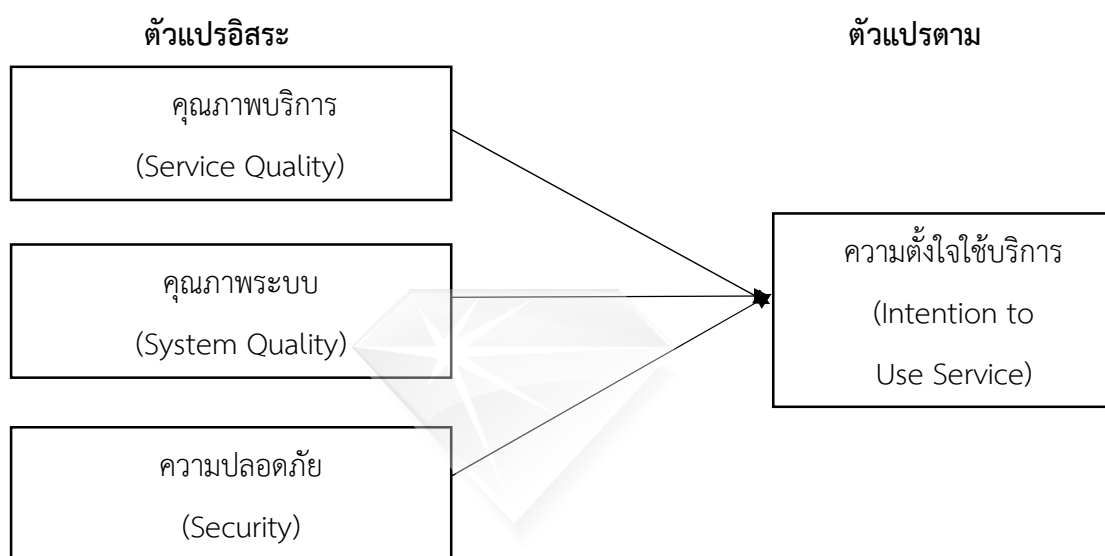 ตัวแปรอิสระ
ตัวแปรตาม
คุณภาพบริการ
(Service Quality)
คุณภาพระบบ
(System Quality)
ความปลอดภัย
(Security)
ความตั้งใจใช้บริการ
(Intention to
Use Service)